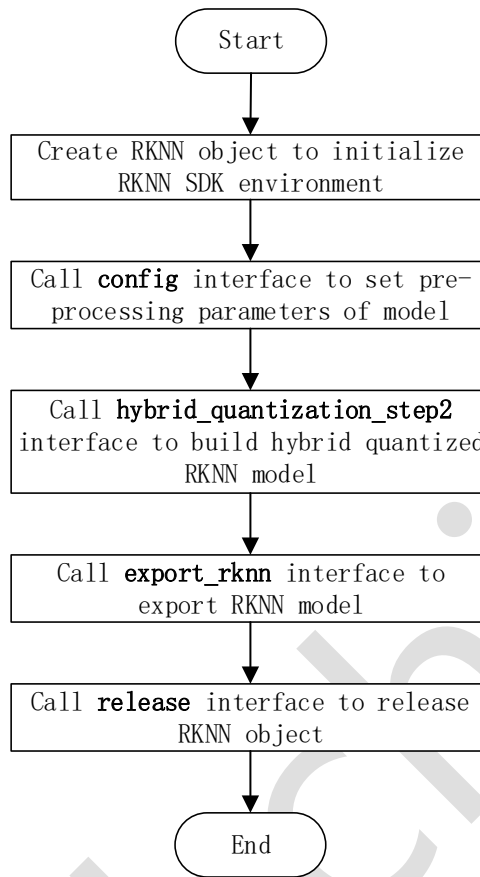 Start
Create RKNN object to initialize
RKNN SDK environment
Call config interface to set pre-
processing parameters of model
Call hybrid_quantization_step2
interface to build hybrid quantized
RKNN model
Call export_rknn interface to
export RKNN model
Call release interface to release
RKNN object
End